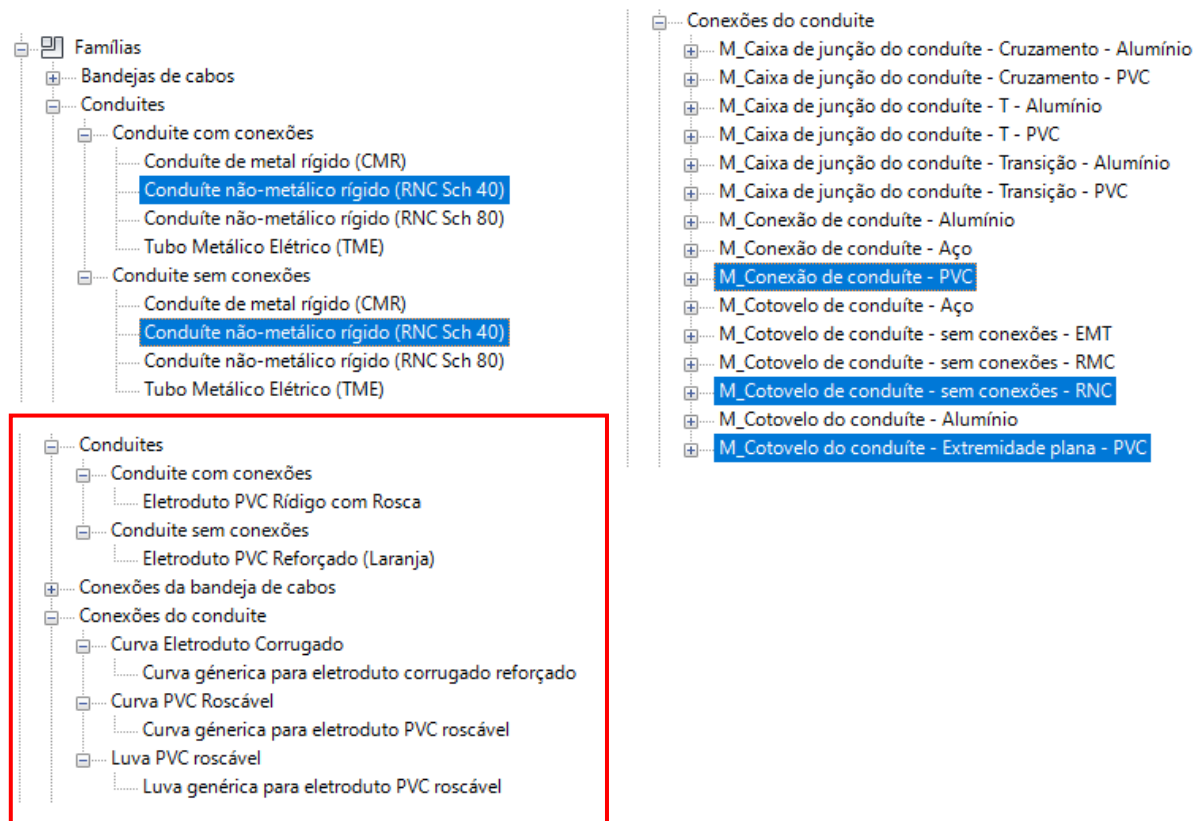 Famílias
Bandejas de cabos
Conduites
Conduite com conexões
Conduíte de metal rígido (CMR)
Conduíte não-metálico rígido (RNC Sch 40)
Conduíte não-metálico rígido (RNC Sch 80)
Tubo Metálico Elétrico (TME)
Conduite sem conexões
Conduíte de metal rígido (CMR)
Conduíte não-metálico rígido (RNC Sch 40)
Conduíte não-metálico rígido (RNC Sch 80)
Tubo Metálico Elétrico (TME)
Conduites
Conduite com conexões
Eletroduto PVC Rídigo com Rosca
Conduite sem conexões
Eletroduto PVC Reforçado (Laranja)
Conexões da bandeja de cabos
Conexões do conduite
Curva Eletroduto Corrugado
Curva génerica para eletroduto corrugado reforçado
Curva PVC Roscável
Curva génerica para eletroduto PVC roscável
Luva PVC roscável
Luva genérica para eletroduto PVC roscável
Conexões do conduite
M_Caixa de junção do conduíte - Cruzamento - Alumínio
M_Caixa de junção do conduíte - Cruzamento - PVC
M_Caixa de junção do conduíte - T - Alumínio
M_Caixa de junção do conduíte - T - PVC
M_Caixa de junção do conduíte - Transição - Alumínio
M_Caixa de junção do conduíte - Transição - PVC
M_Conexão de conduíte - Alumínio
M_Conexão de conduíte - Aço
M_Conexão de conduíte - PVC
M_Cotovelo de conduíte - Aço
M_Cotovelo de conduíte - sem conexões - EMT
M_Cotovelo de conduíte - sem conexões - RMC
M_Cotovelo de conduíte - sem conexões - RNC
M_Cotovelo do conduíte - Alumínio
M_Cotovelo do conduíte - Extremidade plana - PVC